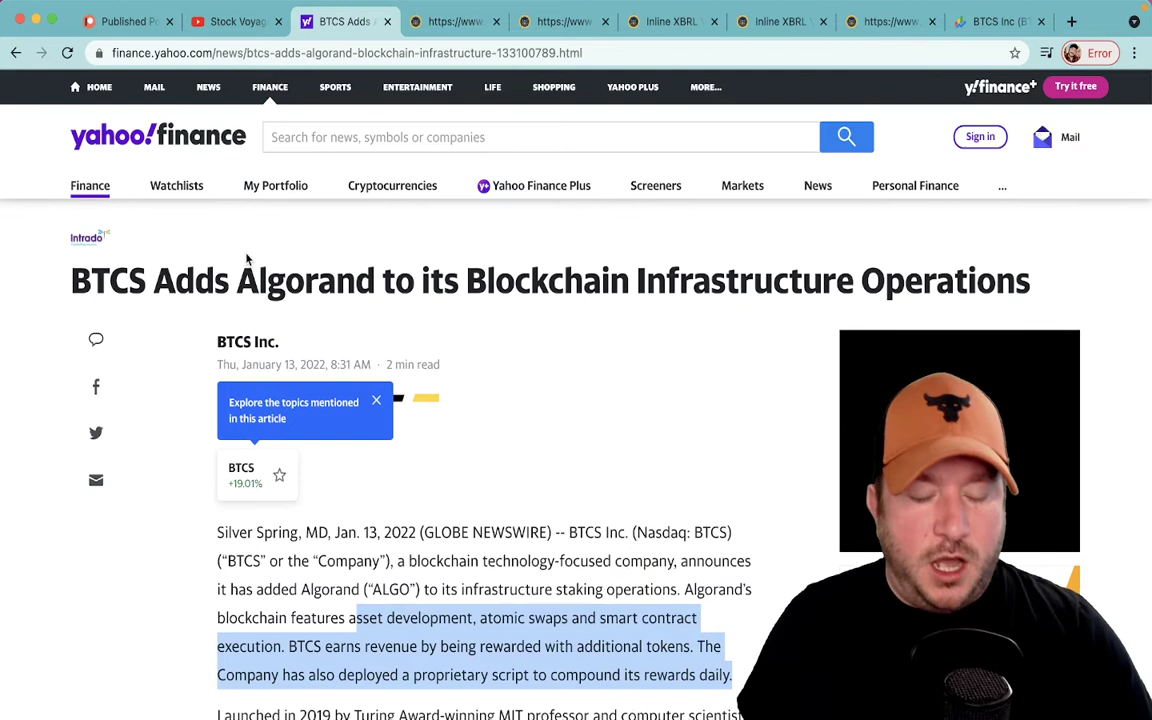 Published P
Stock Voyag
BTCS Adds A
https://www.
https://www.
Inline XBRL
Inline XBRL
https://www.
BTCS Inc (B
finance.yahoo.com/news/btcs-adds-algorand-blockchain-infrastructure-133100789.html
Error
HOME MAIL NEWS FINANCE SPORTS ENTERTAINMENT LIFE SHOPPING YAHOO PLUS MORE...
y!finance+ Try it free
yahoo!finance
Search for news, symbols or companies
Sign in
Mail
Finance Watchlists My Portfolio Cryptocurrencies Yahoo Finance Plus Screeners Markets News Personal Finance ...
Intrado
BTCS Adds Algorand to its Blockchain Infrastructure Operations
BTCS Inc.
Thu, January 13, 2022, 8:31 AM · 2 min read
Explore the topics mentioned
in this article
BTCS
+19.01%
Silver Spring, MD, Jan. 13, 2022 (GLOBE NEWSWIRE) -- BTCS Inc. (Nasdaq: BTCS)
(“BTCS” or the “Company”), a blockchain technology-focused company, announces
it has added Algorand (“ALGO”) to its infrastructure staking operations. Algorand’s
blockchain features asset development, atomic swaps and smart contract
execution. BTCS earns revenue by being rewarded with additional tokens. The
Company has also deployed a proprietary script to compound its rewards daily.
Launched in 2019 by Turing Award-winning MIT professor and computer scientist